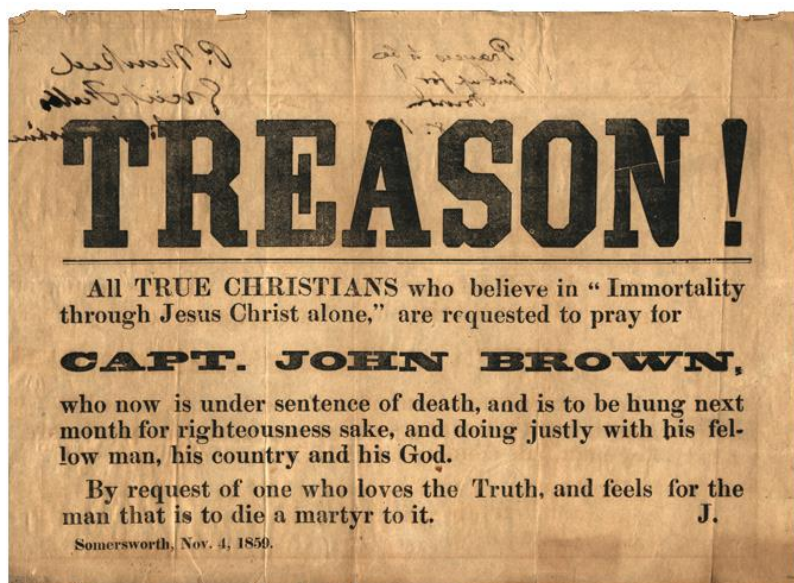 TREASON!
All TRUE CHRISTIANS who believe in “ Immortality
through Jesus Christ alone,” are requested to pray for
CAPT. JOHN BROWN,
who now is under sentence of death, and is to be hung next
month for righteousness sake, and doing justly with his fel-
low man, his country and his God.
By request of one who loves the Truth, and feels for the
man that is to die a martyr to it. J.
Somersworth, Nov. 4, 1859.